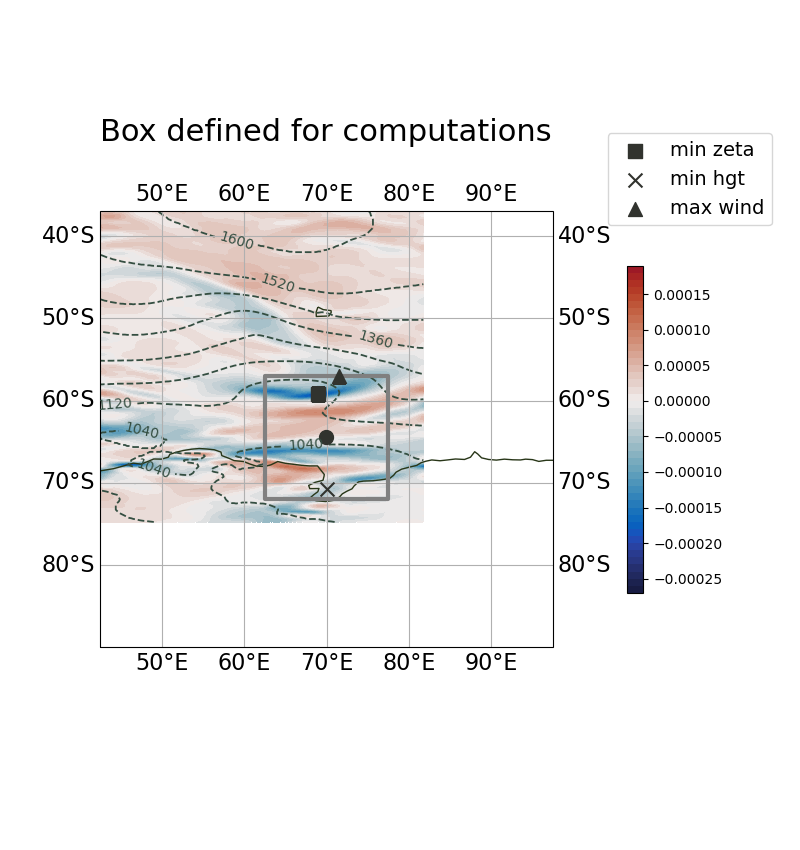 Box defined for computations
min zeta
min hgt
max wind
50°E 60°E 70°E 80°E 90°E
40°S 40°S
1600
1520
50°S 50°S
1360
60°S 60°S
1120
1040
1040
1040
70°S 70°S
80°S 80°S
50°E 60°E 70°E 80°E 90°E
0.00015
0.00010
0.00005
0.00000
−0.00005
−0.00010
−0.00015
−0.00020
−0.00025